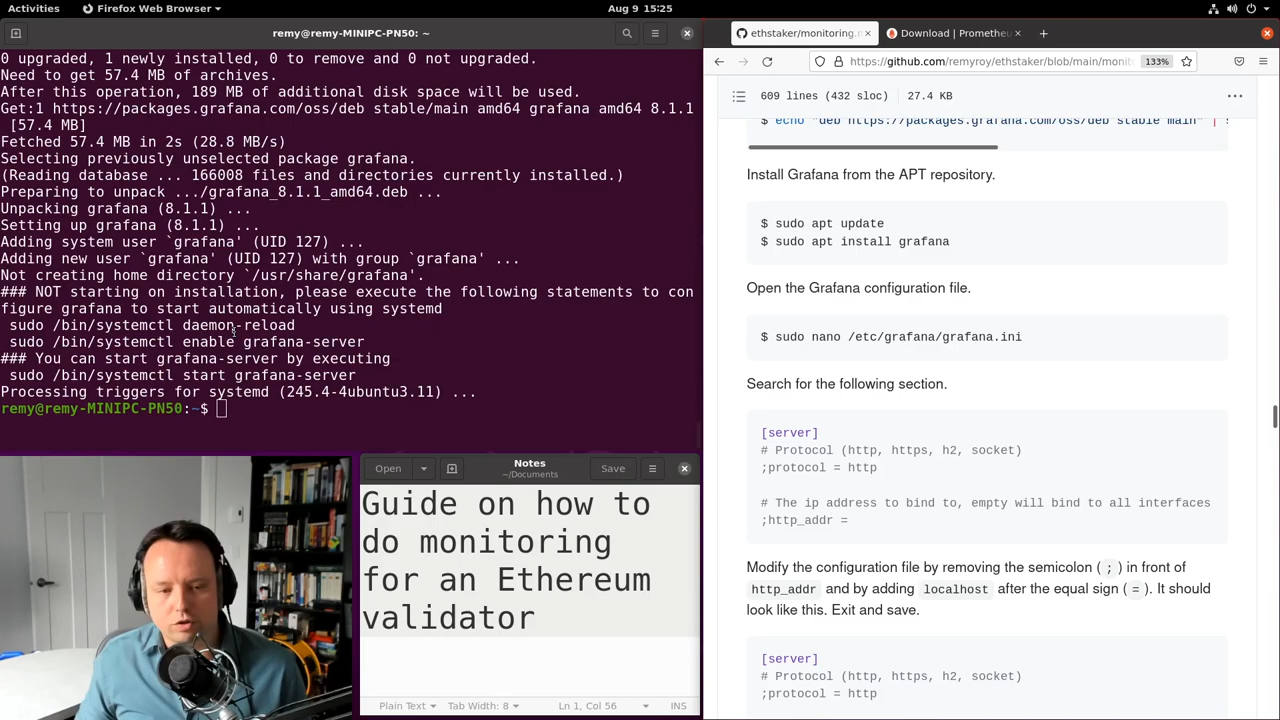 Activities
Firefox Web Browser
Aug 9 15:25
remy@remy-MINIPC-PN50: ~
0 upgraded, 1 newly installed, 0 to remove and 0 not upgraded.
Need to get 57.4 MB of archives.
After this operation, 189 MB of additional disk space will be used.
Get:1 https://packages.grafana.com/oss/deb stable/main amd64 grafana amd64 8.1.1
[57.4 MB]
Fetched 57.4 MB in 2s (28.8 MB/s)
Selecting previously unselected package grafana.
(Reading database ... 166008 files and directories currently installed.)
Preparing to unpack .../grafana_8.1.1_amd64.deb ...
Unpacking grafana (8.1.1) ...
Setting up grafana (8.1.1) ...
Adding system user `grafana' (UID 127) ...
Adding new user `grafana' (UID 127) with group `grafana' ...
Not creating home directory `/usr/share/grafana'.
### NOT starting on installation, please execute the following statements to con
figure grafana to start automatically using systemd
sudo /bin/systemctl daemon-reload
sudo /bin/systemctl enable grafana-server
### You can start grafana-server by executing
sudo /bin/systemctl start grafana-server
Processing triggers for systemd (245.4-4ubuntu3.11) ...
remy@remy-MINIPC-PN50:~$
Open
Notes
~/Documents
Save
Guide on how to
do monitoring
for an Ethereum
validator
Plain Text
Tab Width: 8
Ln 1, Col 56
INS
ethstaker/monitoring.m
Download | Prometheu
https://github.com/remyroy/ethstaker/blob/main/monit
133%
609 lines (432 sloc)
27.4 KB
$ echo "deb https://packages.grafana.com/oss/deb stable main" |
Install Grafana from the APT repository.
$ sudo apt update
$ sudo apt install grafana
Open the Grafana configuration file.
$ sudo nano /etc/grafana/grafana.ini
Search for the following section.
[server]
# Protocol (http, https, h2, socket)
;protocol = http
# The ip address to bind to, empty will bind to all interfaces
;http_addr =
Modify the configuration file by removing the semicolon ( ; ) in front of
http_addr and by adding localhost after the equal sign ( = ). It should
look like this. Exit and save.
[server]
# Protocol (http, https, h2, socket)
;protocol = http